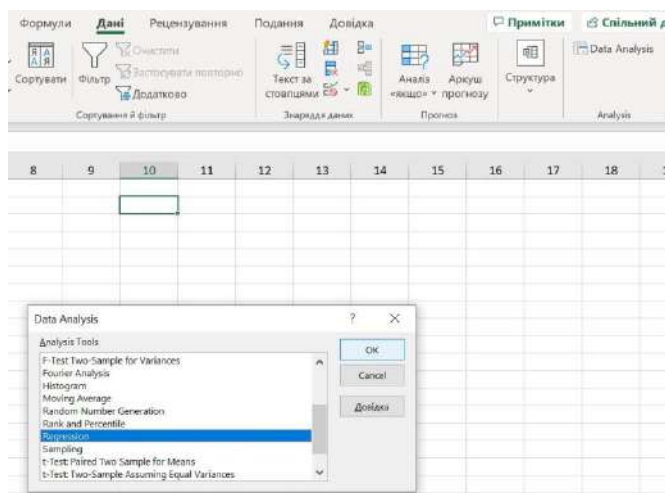 Формули Дані Рецензування Подання Довідка Примітки Спільний д
Сортувати
Фільтр
Очистити
Застосувати повторно
Додатково
Сортування й фільтр
Текст за стовпцями
Знаряддя даних
Аналіз «якщо»
Аркуш прогнозу
Прогноз
Структура
Data Analysis
Analysis
8 9 10 11 12 13 14 15 16 17 18
Data Analysis ? ×
Analysis Tools
F-Test Two-Sample for Variances
Fourier Analysis
Histogram
Moving Average
Random Number Generation
Rank and Percentile
Regression
Sampling
t-Test: Paired Two Sample for Means
t-Test: Two-Sample Assuming Equal Variances
OK
Cancel
Довідка